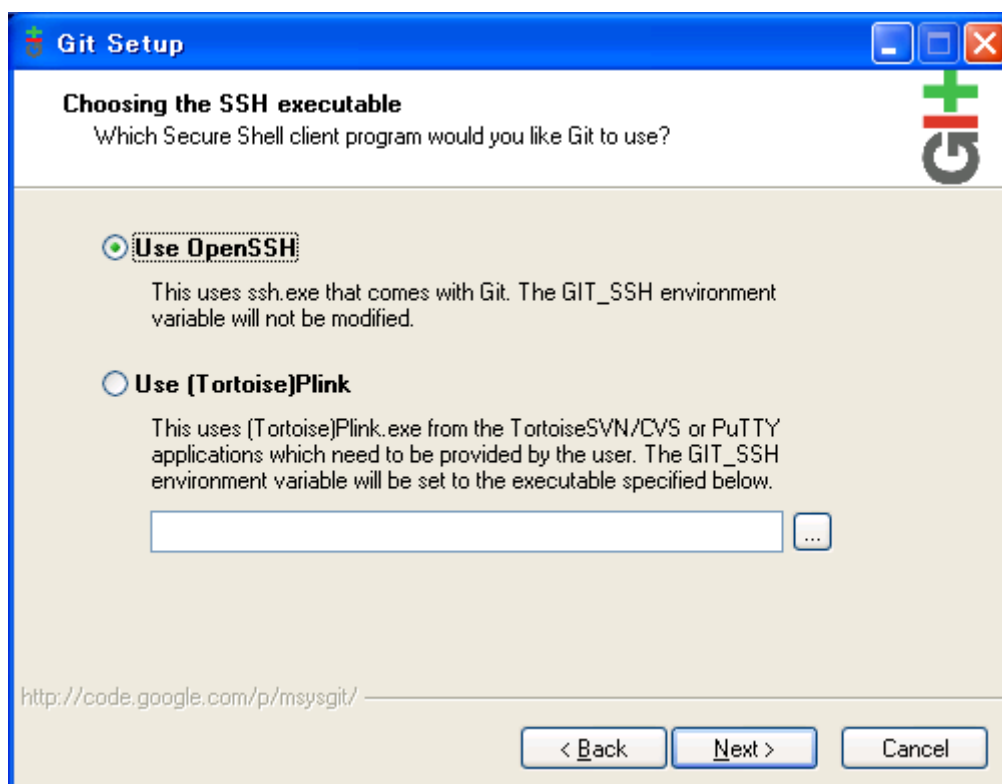 Git Setup
Choosing the SSH executable
Which Secure Shell client program would you like Git to use?
GIt
Use OpenSSH
This uses ssh.exe that comes with Git. The GIT_SSH environment
variable will not be modified.
Use (Tortoise)Plink
This uses (Tortoise)Plink.exe from the TortoiseSVN/CVS or PuTTY
applications which need to be provided by the user. The GIT_SSH
environment variable will be set to the executable specified below.
...
http://code.google.com/p/msysgit/
< Back
Next >
Cancel